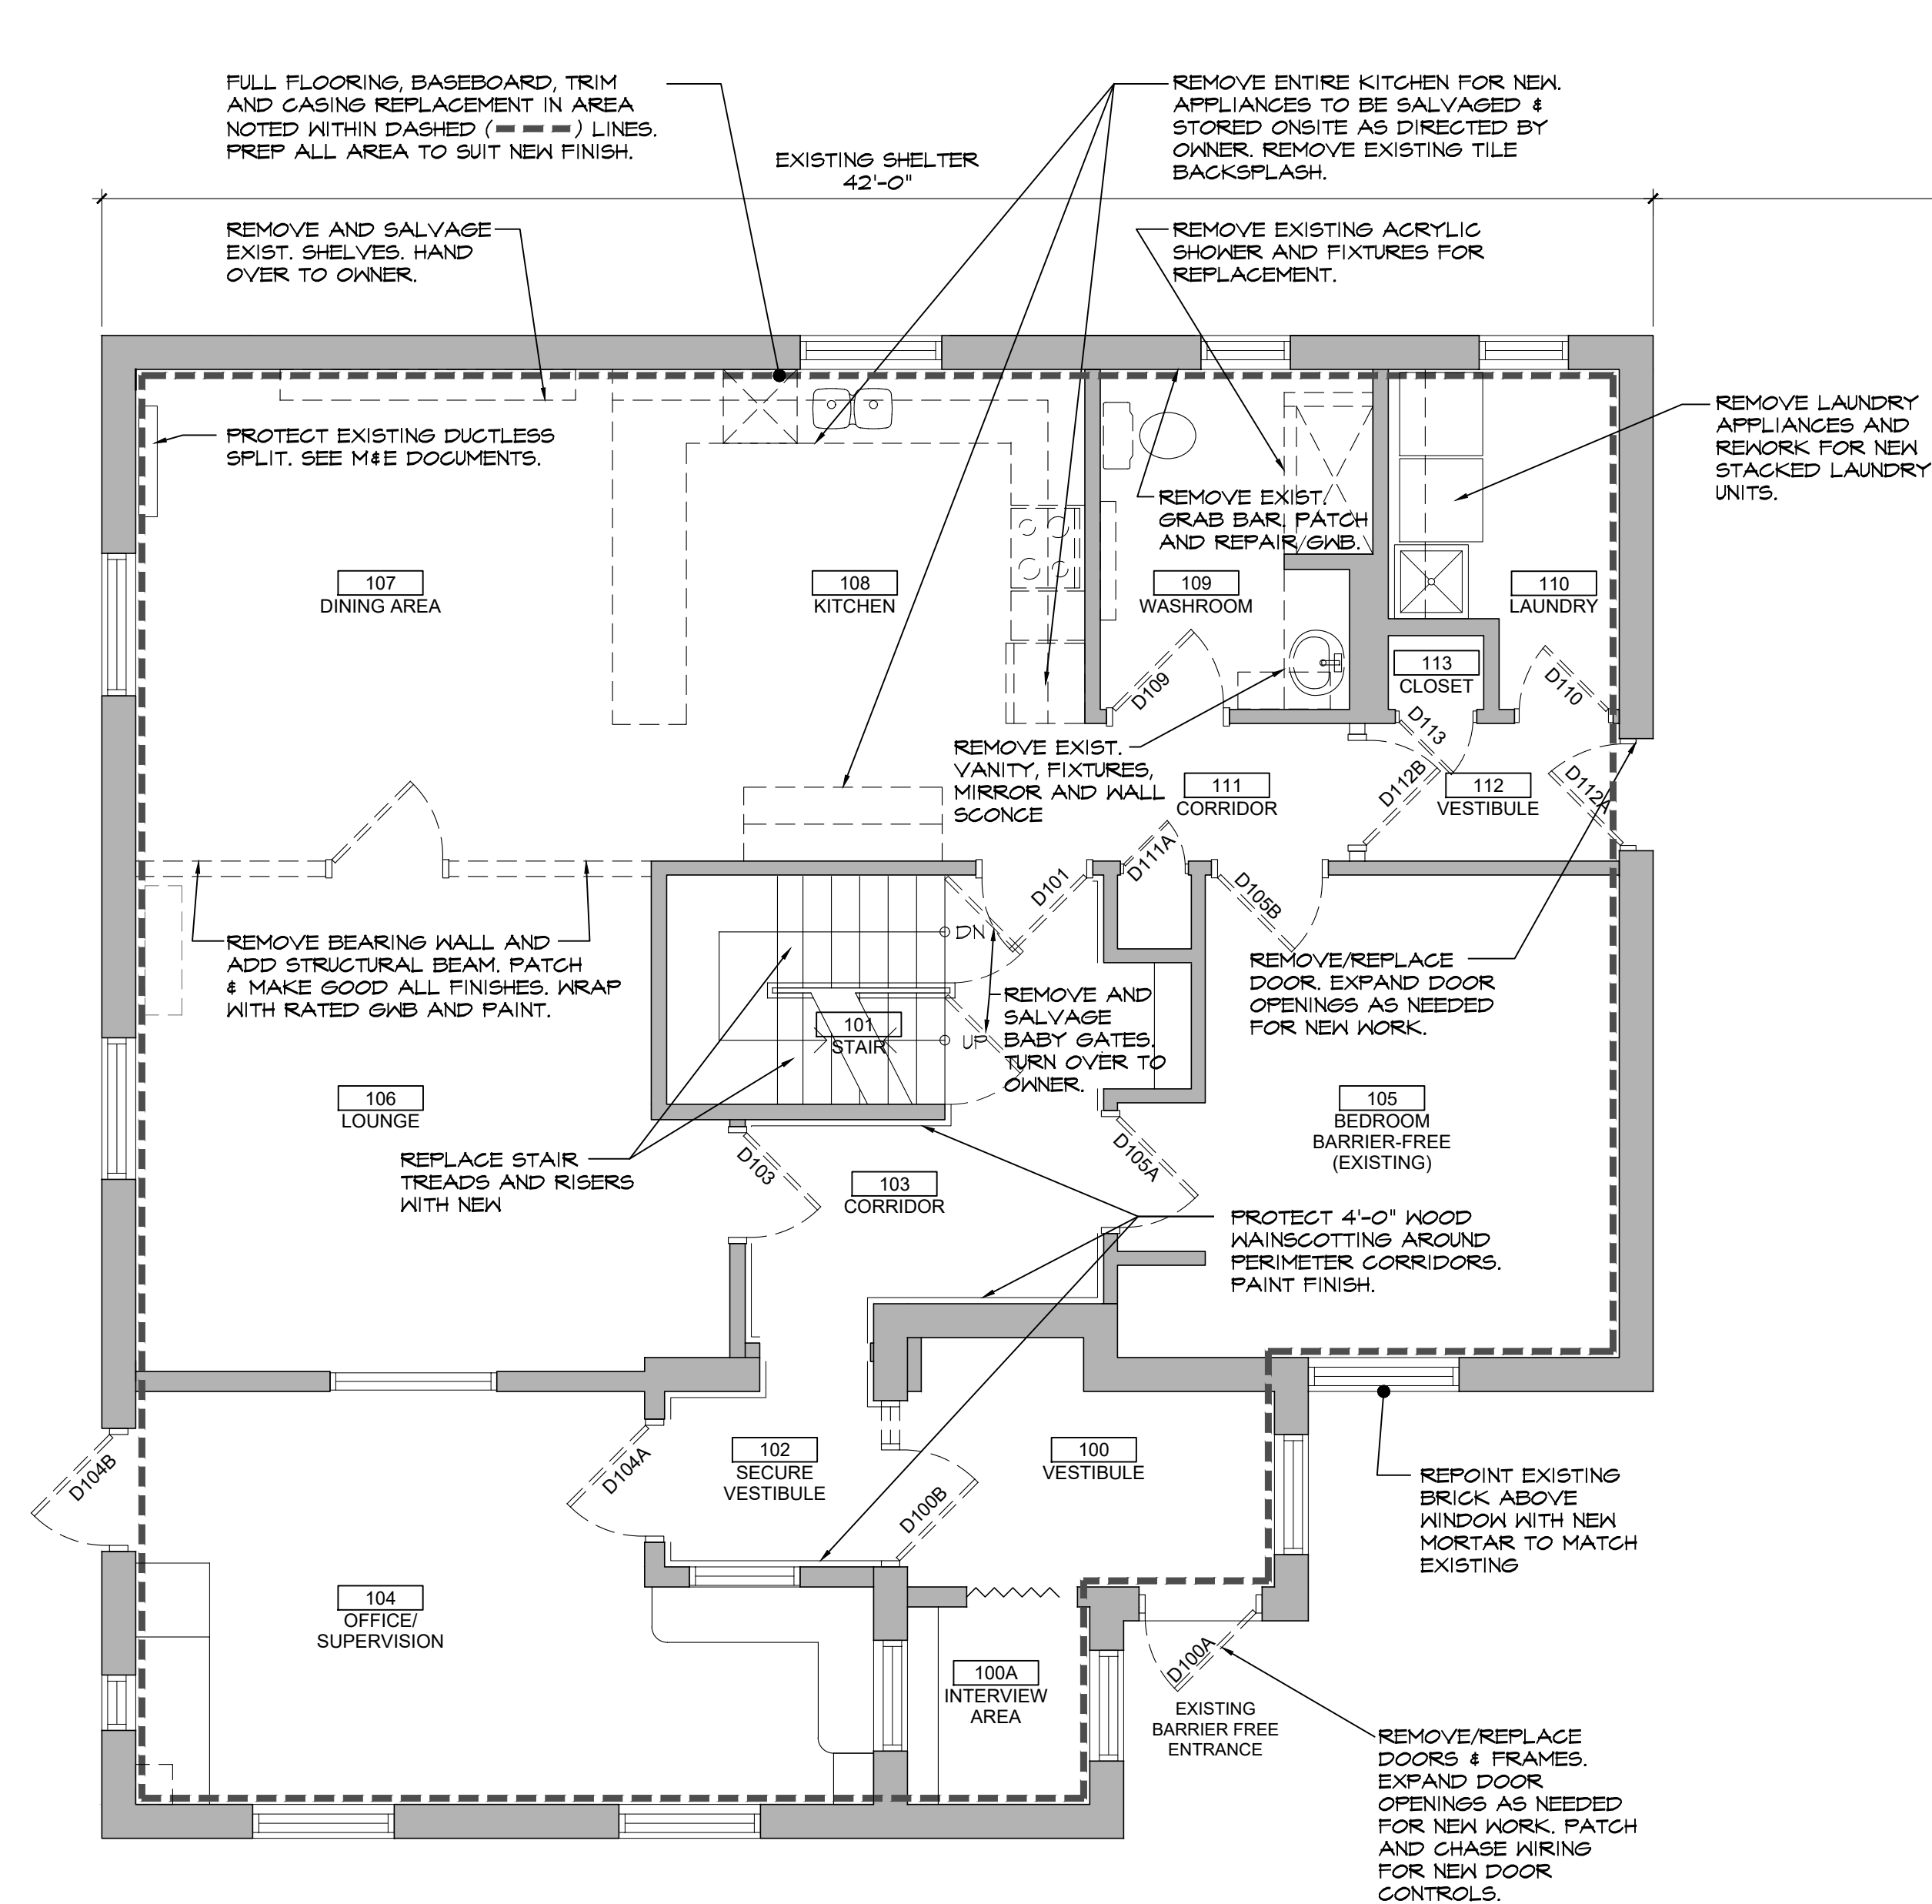 FULL FLOORING, BASEBOARD, TRIM
AND CASING REPLACEMENT IN AREA
NOTED WITHIN DASHED ( ) LINES.
PREP ALL AREA TO SUIT NEW FINISH.
EXISTING SHELTER
42'-0"
REMOVE ENTIRE KITCHEN FOR NEW.
APPLIANCES TO BE SALVAGED &
STORED ONSITE AS DIRECTED BY
OWNER. REMOVE EXISTING TILE
BACKSPLASH.
REMOVE AND SALVAGE
EXIST. SHELVES. HAND
OVER TO OWNER.
REMOVE EXISTING ACRYLIC
SHOWER AND FIXTURES FOR
REPLACEMENT.
PROTECT EXISTING DUCTLESS
SPLIT. SEE M&E DOCUMENTS.
REMOVE LAUNDRY
APPLIANCES AND
REWORK FOR NEW
STACKED LAUNDRY
UNITS.
REMOVE EXIST.
GRAB BAR. PATCH
AND REPAIR GWB.
107
DINING AREA
108
KITCHEN
109
WASHROOM
110
LAUNDRY
113
CLOSET
D109
D110
D113
D112B
D112A
REMOVE EXIST.
VANITY, FIXTURES,
MIRROR AND WALL
SCONCE
111
CORRIDOR
112
VESTIBULE
D101
D111A
D105B
DN
REMOVE BEARING WALL AND
ADD STRUCTURAL BEAM. PATCH
& MAKE GOOD ALL FINISHES. WRAP
WITH RATED GWB AND PAINT.
REMOVE/REPLACE
DOOR. EXPAND DOOR
OPENINGS AS NEEDED
FOR NEW WORK.
101
STAIR
UP
REMOVE AND
SALVAGE
BABY GATES.
TURN OVER TO
OWNER.
106
LOUNGE
105
BEDROOM
BARRIER-FREE
(EXISTING)
REPLACE STAIR
TREADS AND RISERS
WITH NEW
D103
D105A
103
CORRIDOR
PROTECT 4'-0" WOOD
WAINSCOTTING AROUND
PERIMETER CORRIDORS.
PAINT FINISH.
D104B
D104A
102
SECURE
VESTIBULE
D100B
100
VESTIBULE
REPOINT EXISTING
BRICK ABOVE
WINDOW WITH NEW
MORTAR TO MATCH
EXISTING
104
OFFICE/
SUPERVISION
100A
INTERVIEW
AREA
D100A
EXISTING
BARRIER FREE
ENTRANCE
REMOVE/REPLACE
DOORS & FRAMES.
EXPAND DOOR
OPENINGS AS NEEDED
FOR NEW WORK. PATCH
AND CHASE WIRING
FOR NEW DOOR
CONTROLS.